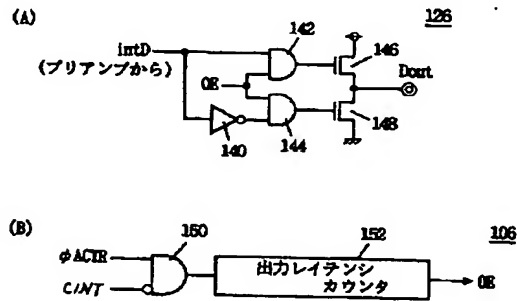 (A)
126
142
intD
(プリアンプから)
146
OE
Dout
140
144
148
(B)
150
152
106
φACTR
CINT
出力レイテンシ
カウンタ
OE